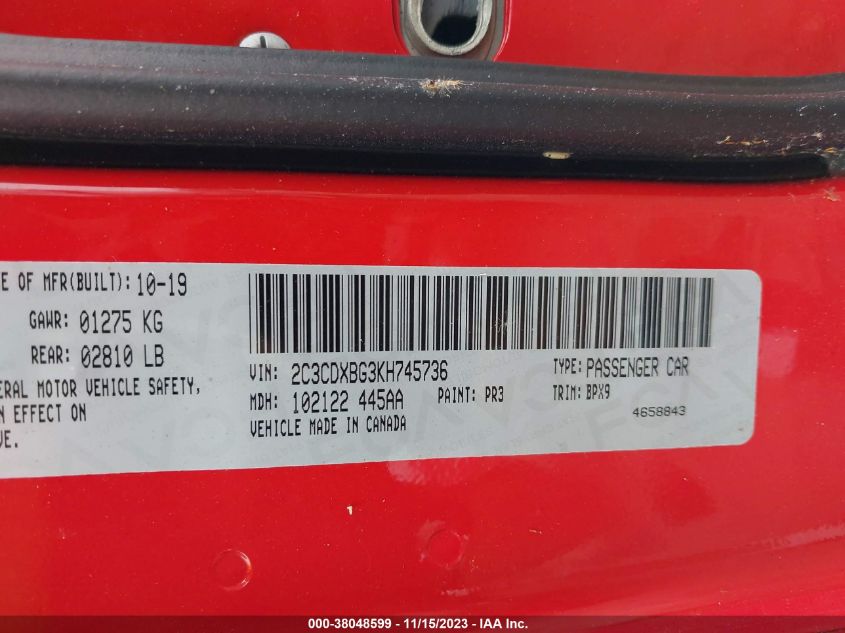 E OF MFR(BUILT): 10-19
GAWR: 01275 KG
REAR: 02810 LB
ERAL MOTOR VEHICLE SAFETY,
N EFFECT ON
VE.
VIN: 2C3CDXBG3KH745736
TYPE: PASSENGER CAR
MDH: 102122 445AA
PAINT: PR3
TRIM: BPX9
VEHICLE MADE IN CANADA
4658843
000-38048599 - 11/15/2023 - IAA Inc.